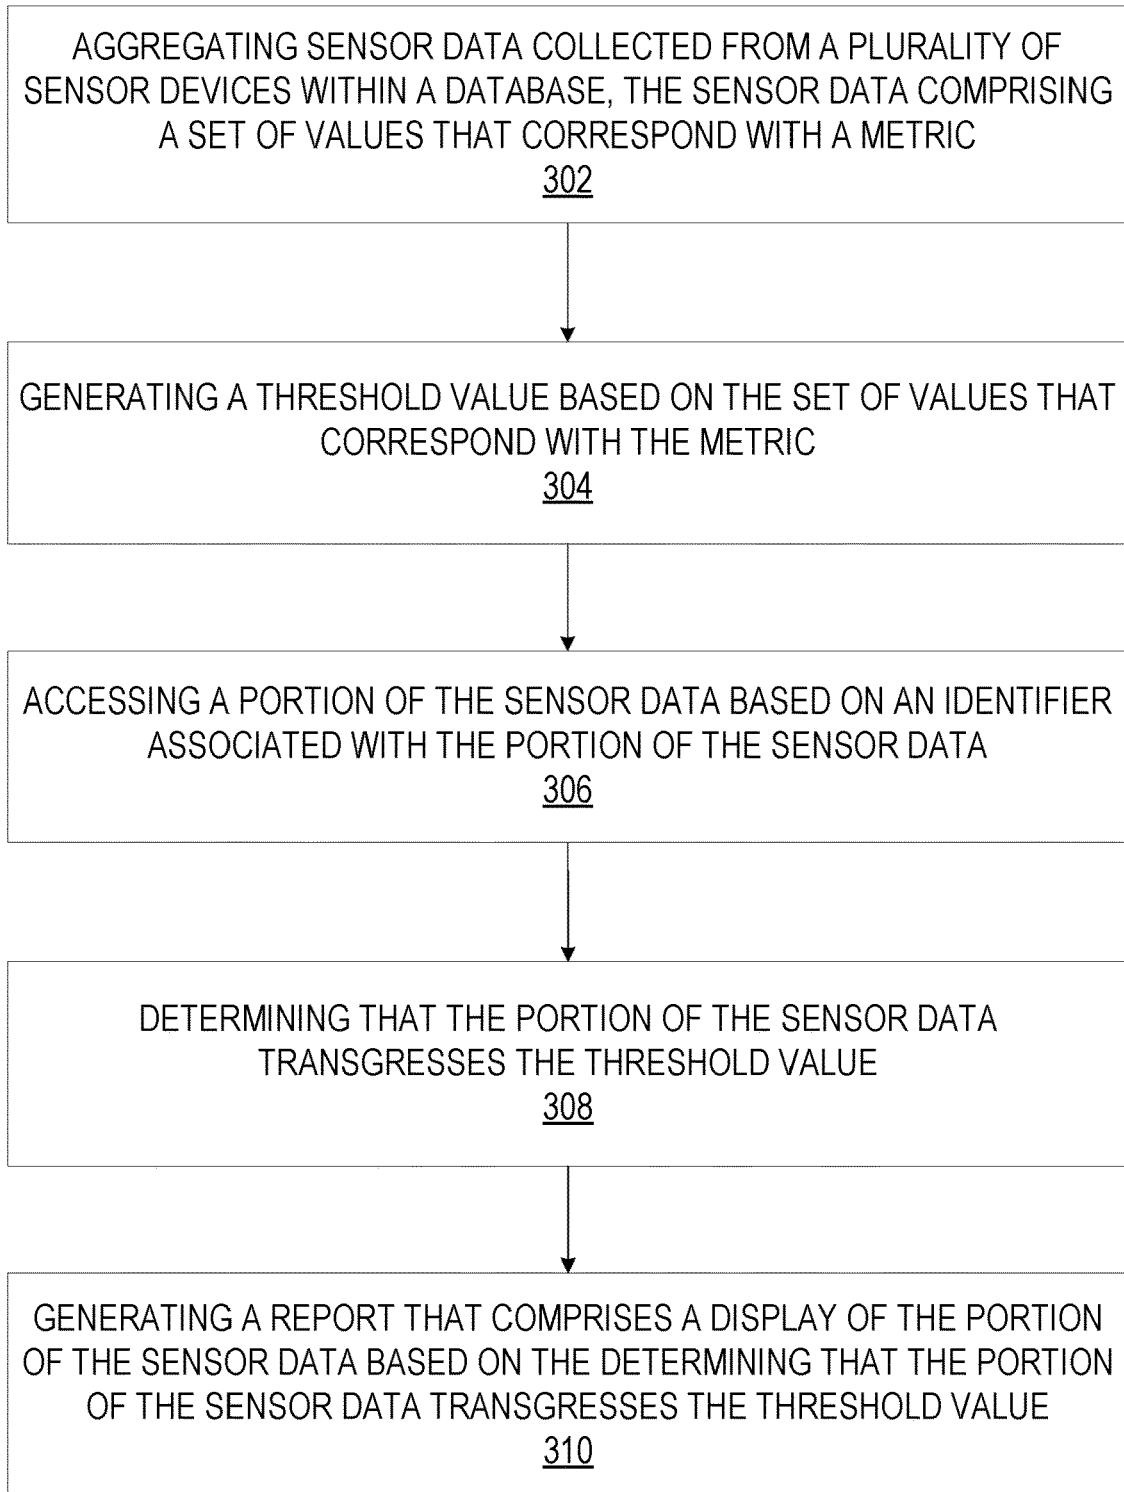 AGGREGATING SENSOR DATA COLLECTED FROM A PLURALITY OF
SENSOR DEVICES WITHIN A DATABASE, THE SENSOR DATA COMPRISING
A SET OF VALUES THAT CORRESPOND WITH A METRIC
302
GENERATING A THRESHOLD VALUE BASED ON THE SET OF VALUES THAT
CORRESPOND WITH THE METRIC
304
ACCESSING A PORTION OF THE SENSOR DATA BASED ON AN IDENTIFIER
ASSOCIATED WITH THE PORTION OF THE SENSOR DATA
306
DETERMINING THAT THE PORTION OF THE SENSOR DATA
TRANSGRESSES THE THRESHOLD VALUE
308
GENERATING A REPORT THAT COMPRISES A DISPLAY OF THE PORTION
OF THE SENSOR DATA BASED ON THE DETERMINING THAT THE PORTION
OF THE SENSOR DATA TRANSGRESSES THE THRESHOLD VALUE
310